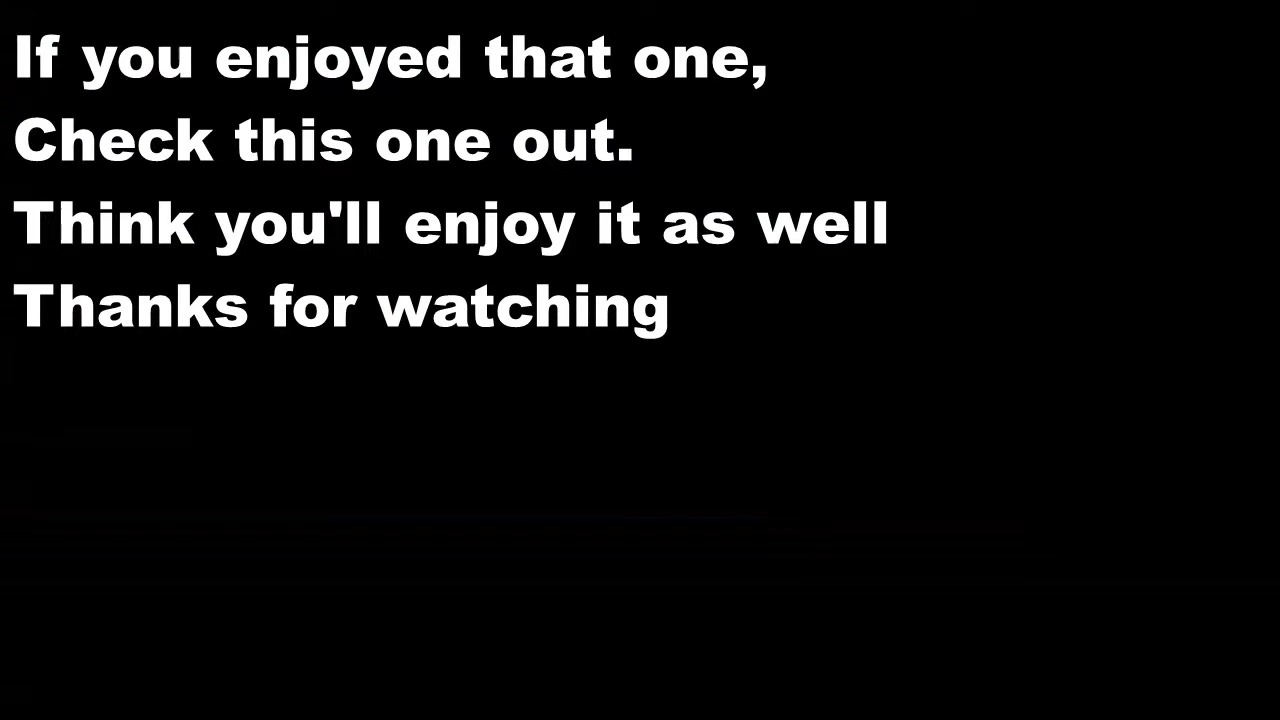 If you enjoyed that one,
Check this one out.
Think you'll enjoy it as well
Thanks for watching